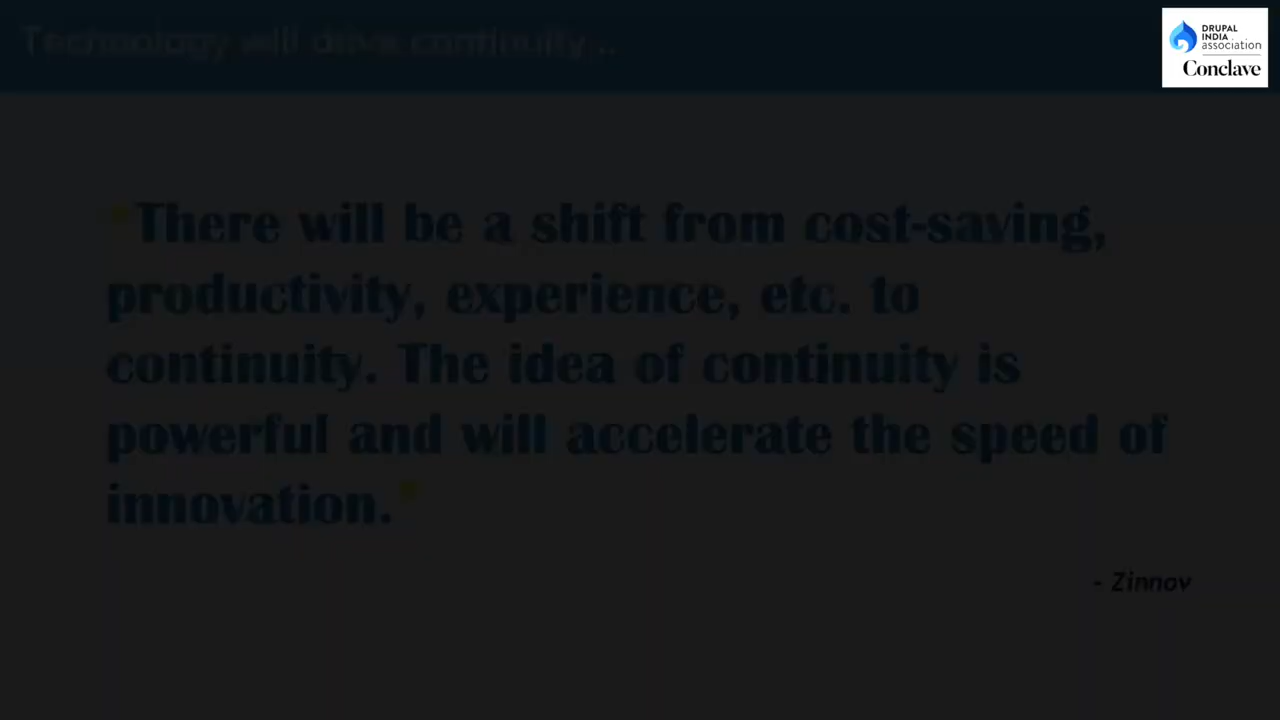 Technology will drive continuity...
DRUPAL
INDIA
association
Conclave
"There will be a shift from cost-saving,
productivity, experience, etc. to
continuity. The idea of continuity is
powerful and will accelerate the speed of
innovation."
- Zinnov